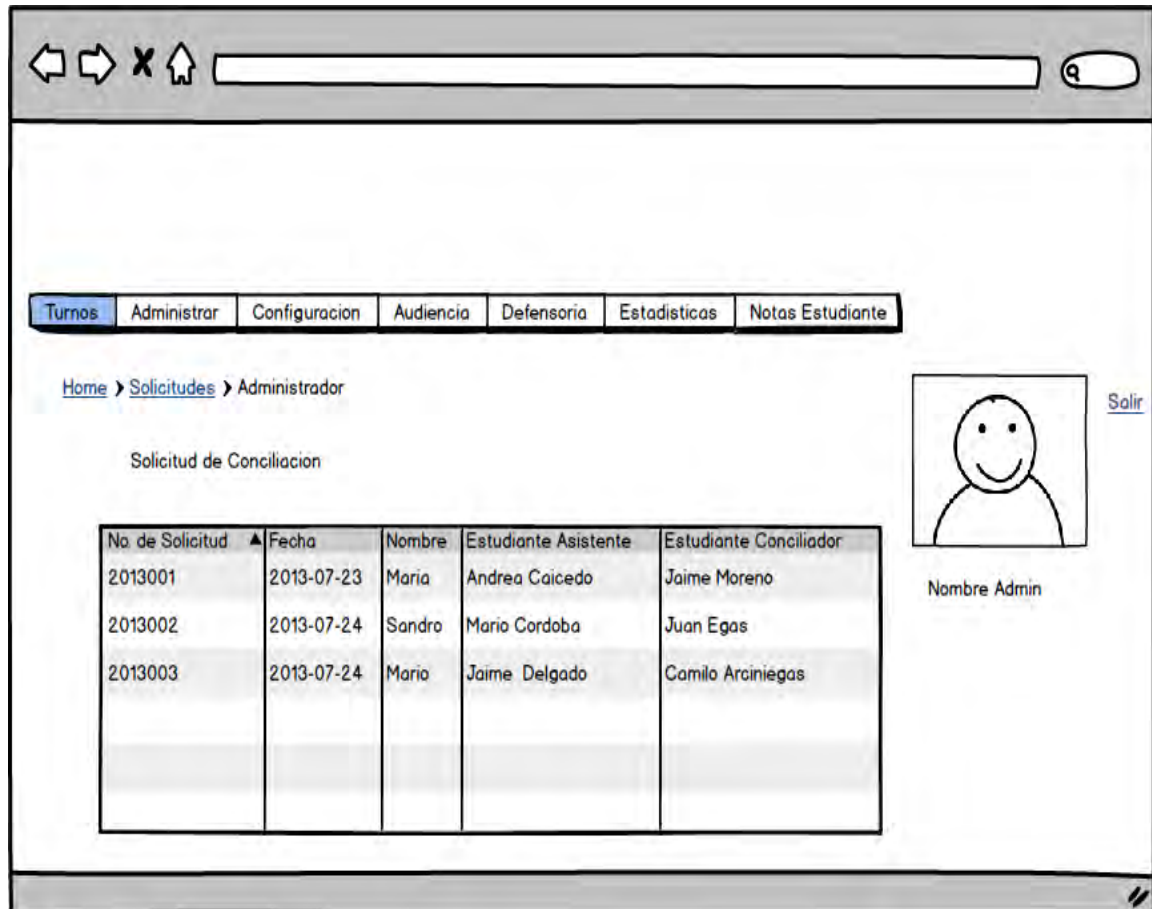 Turnos Administrar Configuracion Audiencia Defensoria Estadisticas Notas Estudiante
Home Solicitudes Administrador
Salir
Solicitud de Conciliacion
No. de Solicitud Fecha Nombre Estudiante Asistente Estudiante Conciliador
2013001 2013-07-23 Maria Andrea Caicedo Jaime Moreno
2013002 2013-07-24 Sandro Mario Cordoba Juan Egas
2013003 2013-07-24 Mario Jaime Delgado Camilo Arciniegas
Nombre Admin